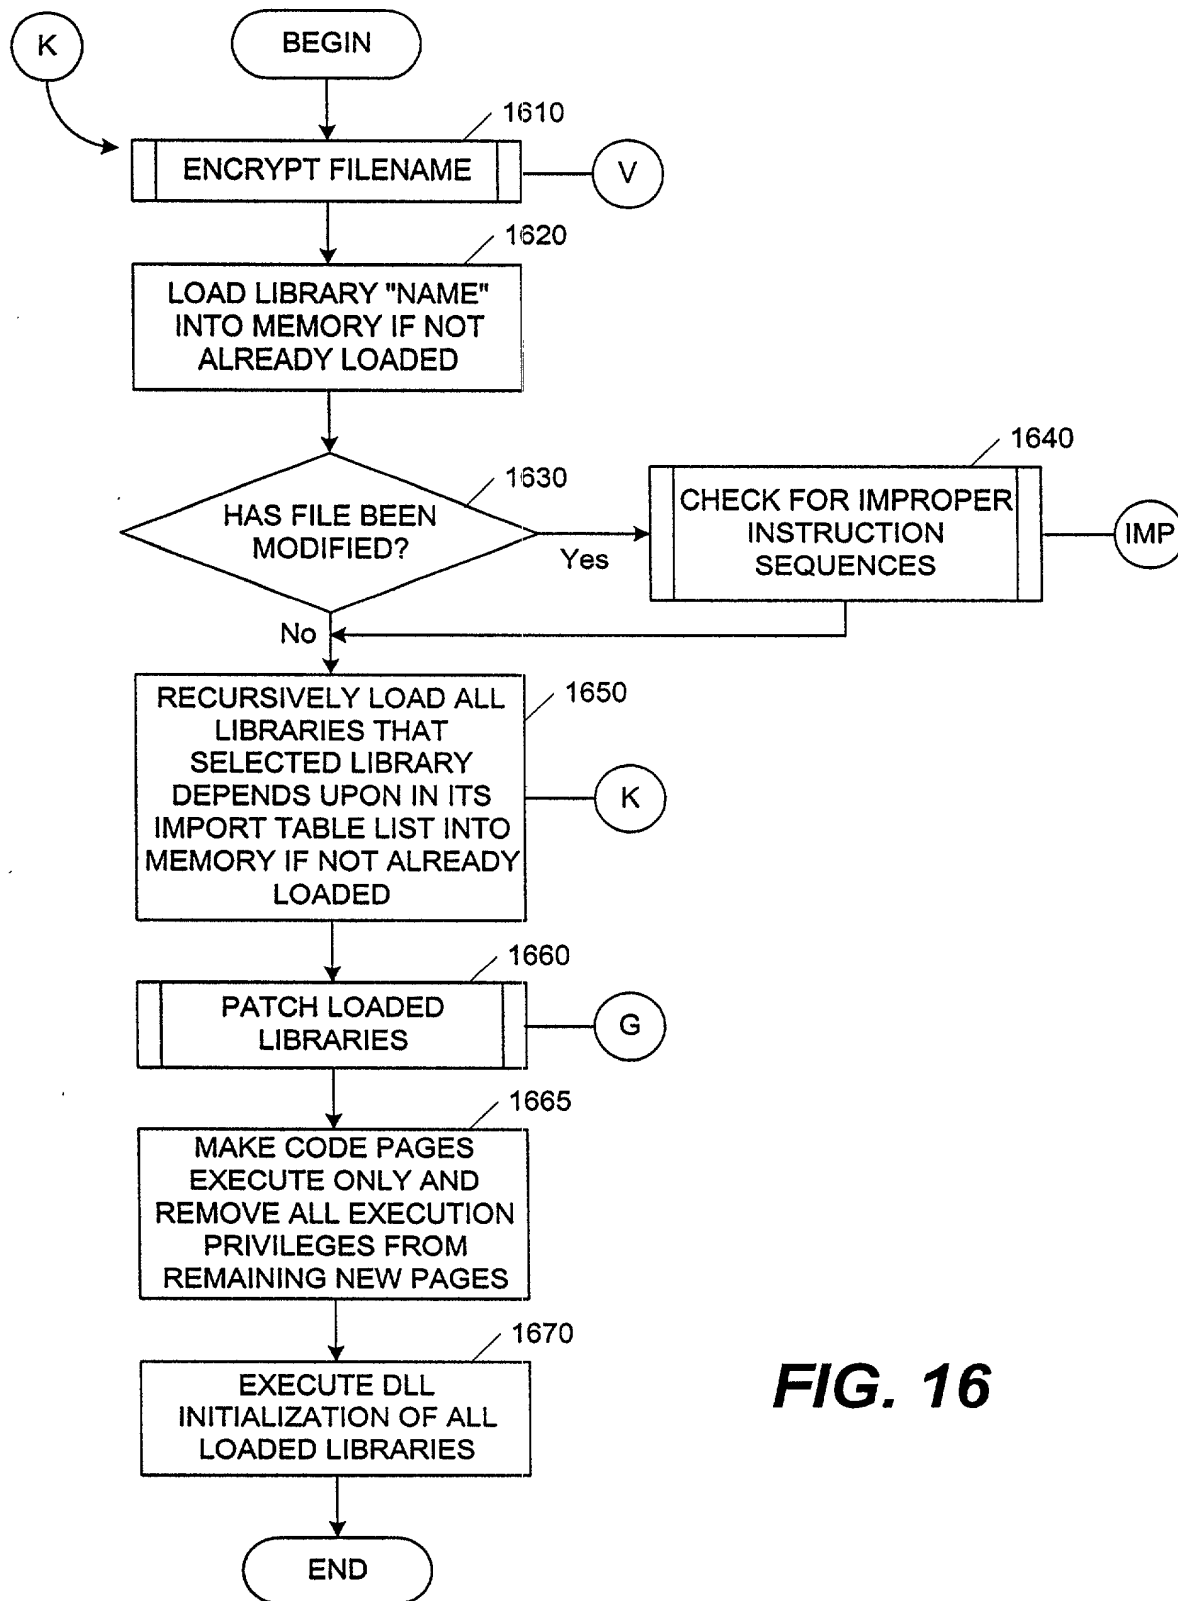 K
BEGIN
1610
ENCRYPT FILENAME
V
1620
LOAD LIBRARY "NAME"
INTO MEMORY IF NOT
ALREADY LOADED
1630
HAS FILE BEEN
MODIFIED?
Yes
1640
CHECK FOR IMPROPER
INSTRUCTION
SEQUENCES
IMP
No
1650
RECURSIVELY LOAD ALL
LIBRARIES THAT
SELECTED LIBRARY
DEPENDS UPON IN ITS
IMPORT TABLE LIST INTO
MEMORY IF NOT ALREADY
LOADED
K
1660
PATCH LOADED
LIBRARIES
G
1665
MAKE CODE PAGES
EXECUTE ONLY AND
REMOVE ALL EXECUTION
PRIVILEGES FROM
REMAINING NEW PAGES
1670
EXECUTE DLL
INITIALIZATION OF ALL
LOADED LIBRARIES
FIG. 16
END